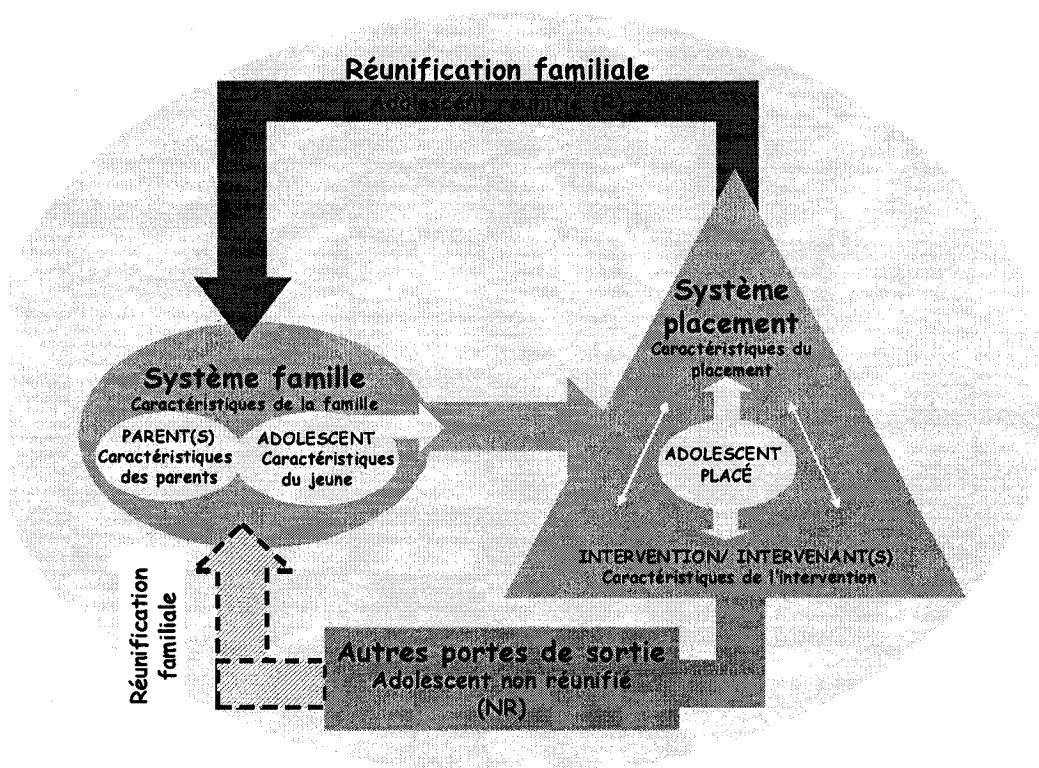 Réunification familiale
Adolescent réunifié (R)
Système
placement
Caractéristiques du
placement
Système famille
Caractéristiques de la famille
PARENT(S)
Caractéristiques
des parents
ADOLESCENT
Caractéristiques
du jeune
ADOLESCENT
PLACÉ
INTERVENTION/ INTERVENANT(S)
Caractéristiques de l'intervention
Réunification
familiale
Autres portes de sortie
Adolescent non réunifié
(NR)